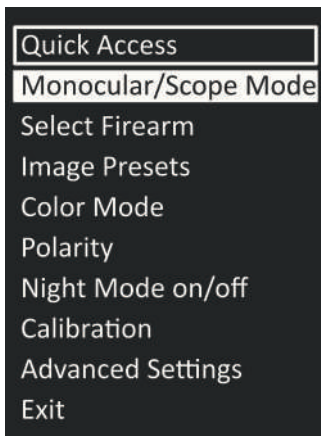 Quick Access
Monocular/Scope Mode
Select Firearm
Image Presets
Color Mode
Polarity
Night Mode on/off
Calibration
Advanced Settings
Exit